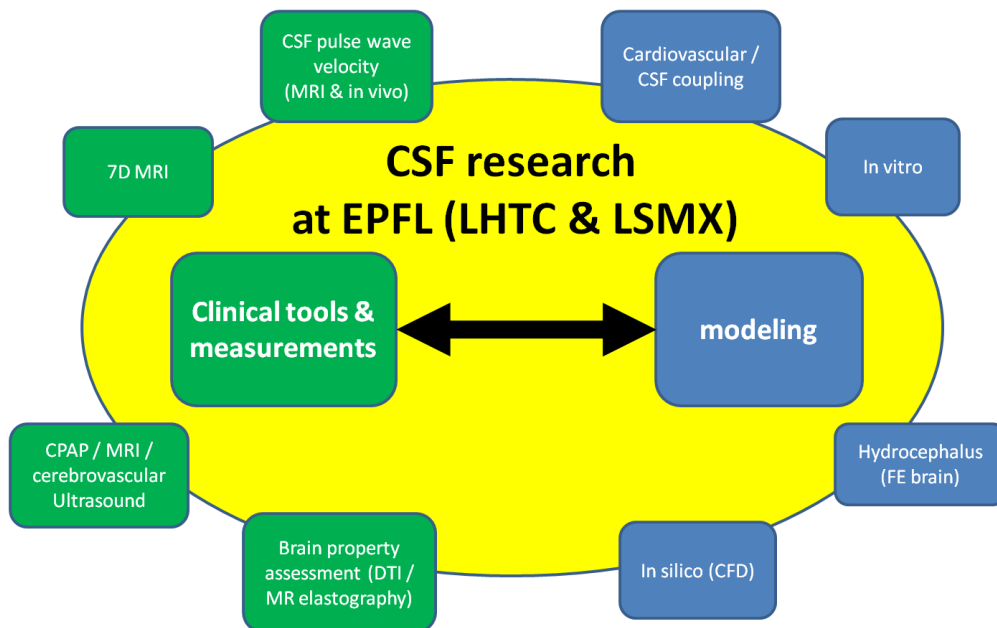 CSF pulse wave
velocity
(MRI & in vivo)
Cardiovascular /
CSF coupling
7D MRI
In vitro
CSF research
at EPFL (LHTC & LSMX)
Clinical tools &
measurements
modeling
CPAP / MRI /
cerebrovascular
Ultrasound
Hydrocephalus
(FE brain)
Brain property
assessment (DTI /
MR elastography)
In silico (CFD)